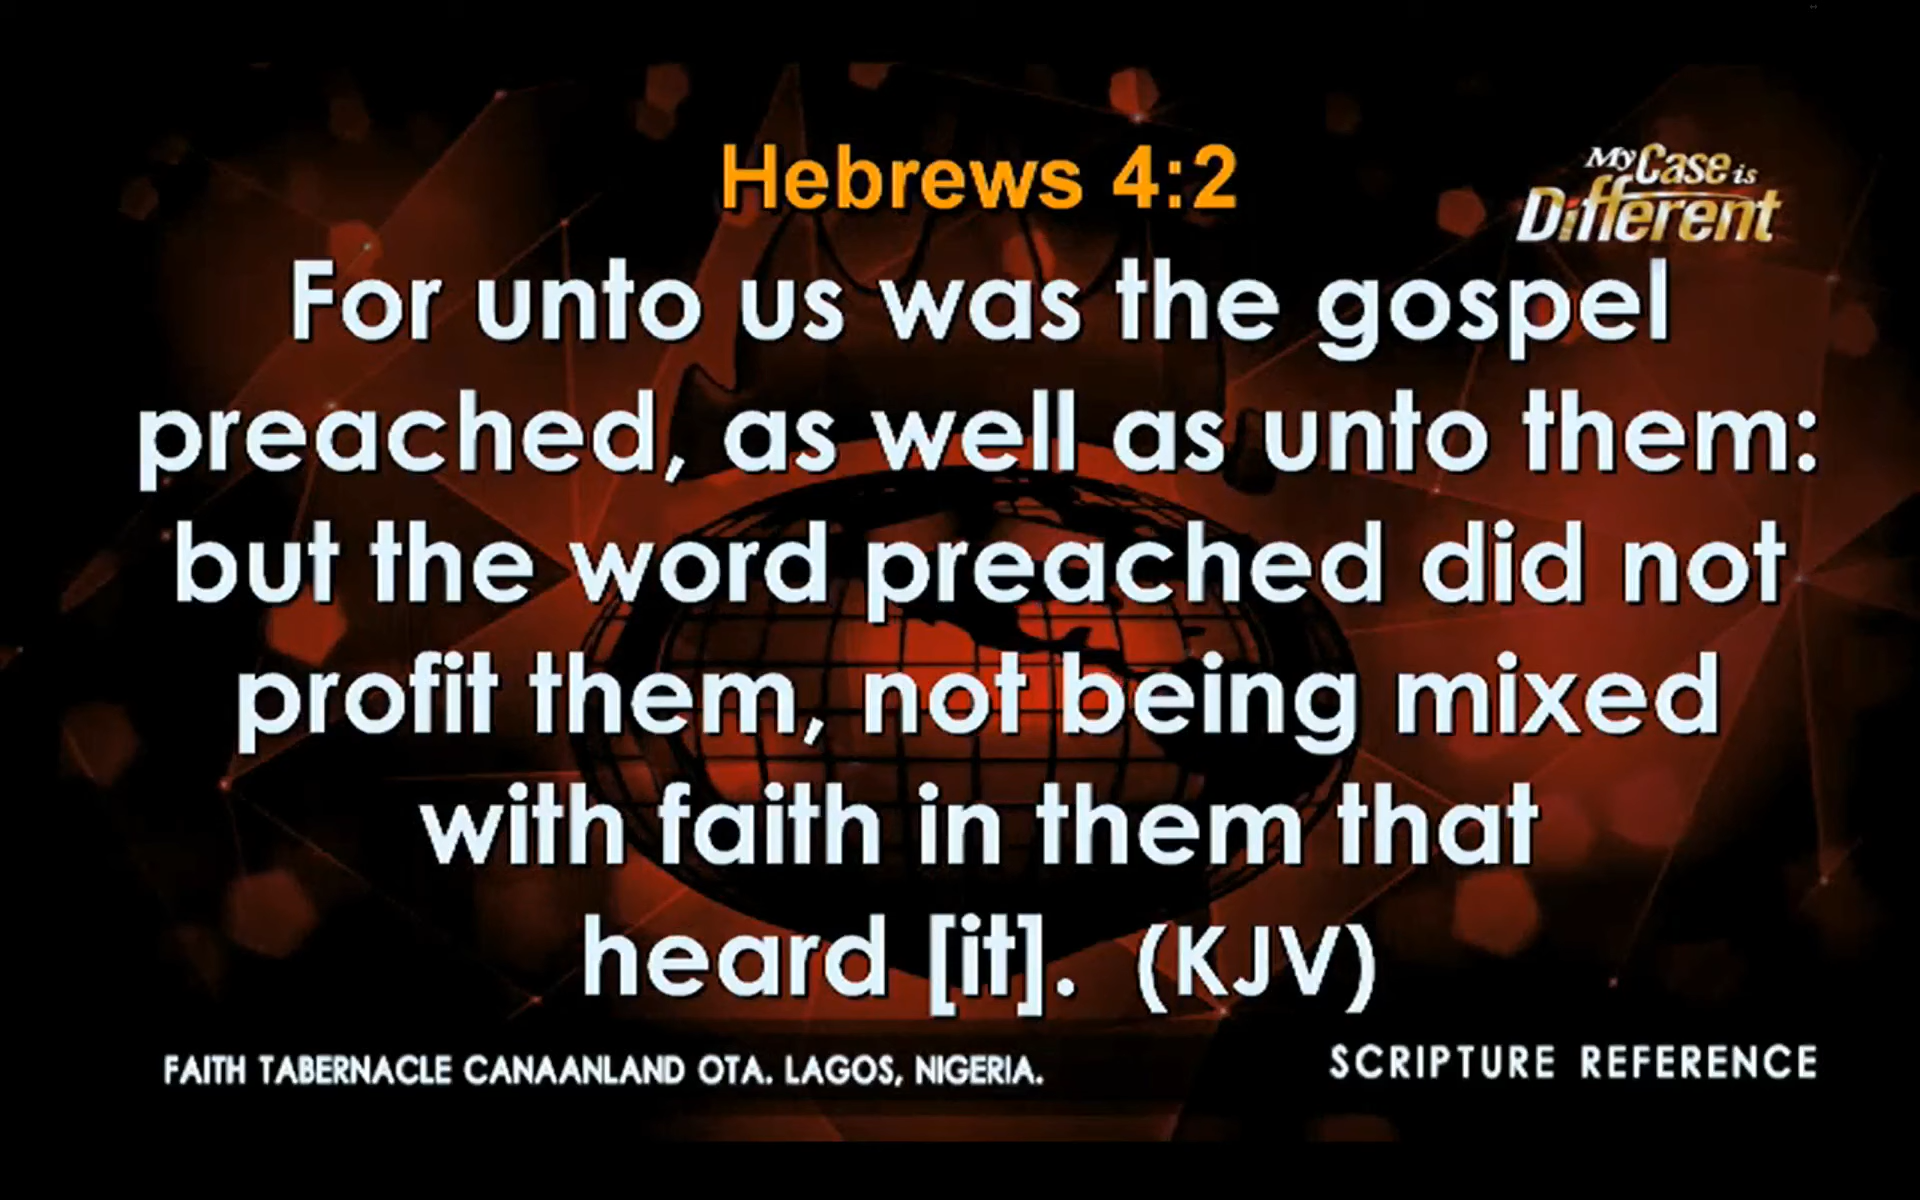 Hebrews 4:2
My Case is
Different
For unto us was the gospel
preached, as well as unto them:
but the word preached did not
profit them, not being mixed
with faith in them that
heard [it]. (KJV)
FAITH TABERNACLE CANAANLAND OTA. LAGOS, NIGERIA.
SCRIPTURE REFERENCE